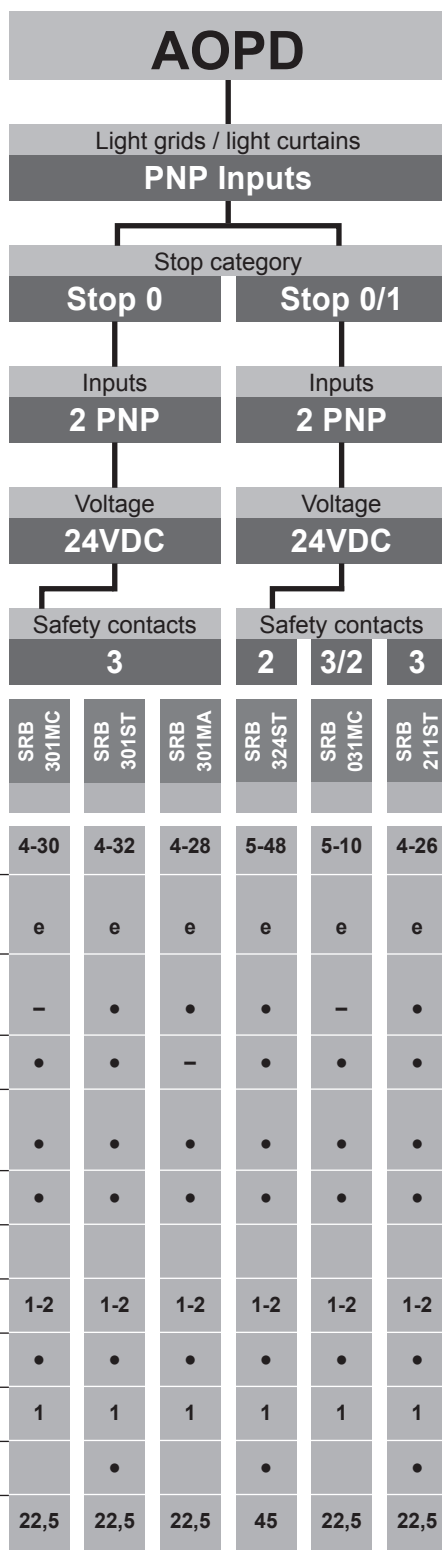 AOPD
Light grids / light curtains
PNP Inputs
Stop category
Stop 0 Stop 0/1
Inputs Inputs
2 PNP 2 PNP
Voltage Voltage
24VDC 24VDC
Safety contacts Safety contacts
3 2 3/2 3
SRB 301MC SRB 301ST SRB 301MA SRB 324ST SRB 031MC SRB 211ST
4-30 4-32 4-28 5-48 5-10 4-26
e e e e e e
– • • • – •
• • – • • •
• • • • • •
• • • • • •
1-2 1-2 1-2 1-2 1-2 1-2
• • • • • •
1 1 1 1 1 1
• • •
22,5 22,5 22,5 45 22,5 22,5